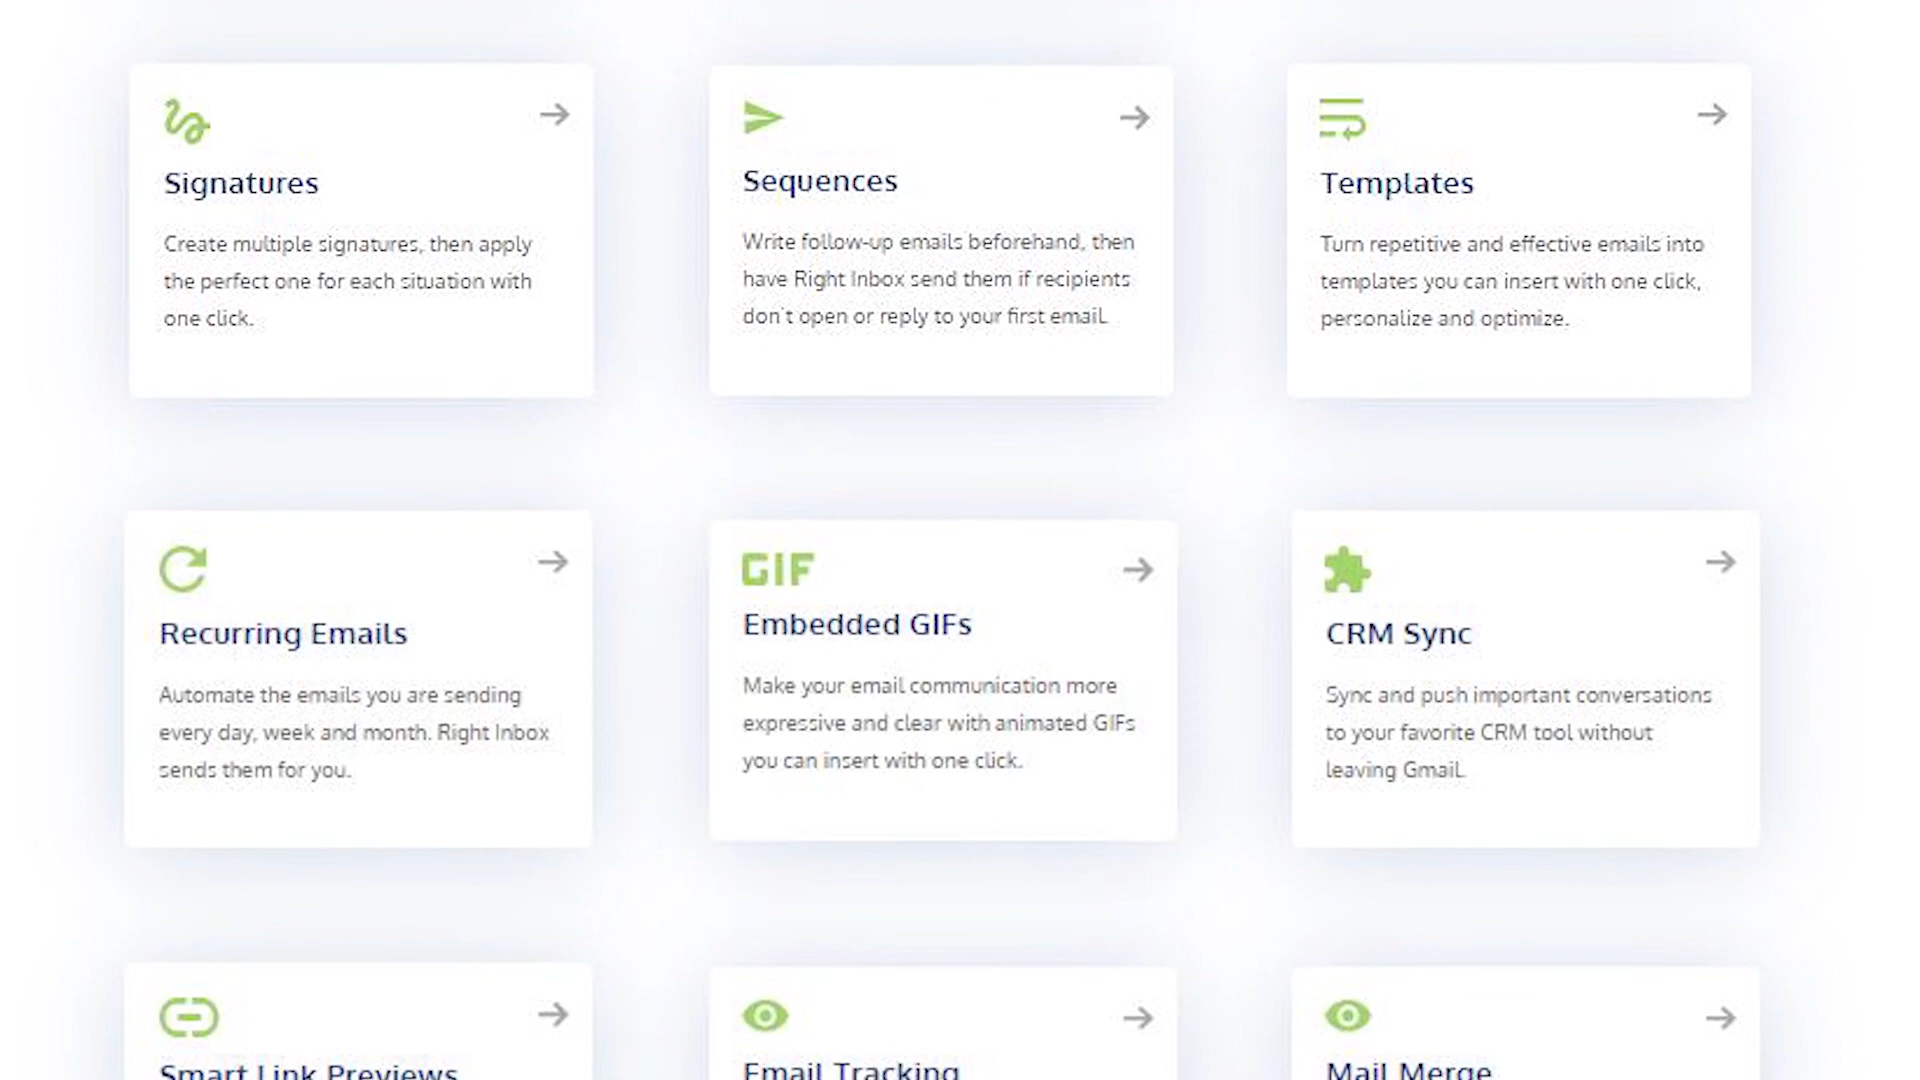 Signatures
Create multiple signatures, then apply
the perfect one for each situation with
one click.
Sequences
Write follow-up emails beforehand, then
have Right Inbox send them if recipients
don't open or reply to your first email.
Templates
Turn repetitive and effective emails into
templates you can insert with one click,
personalize and optimize.
Recurring Emails
Automate the emails you are sending
every day, week and month. Right Inbox
sends them for you.
GIF
Embedded GIFs
Make your email communication more
expressive and clear with animated GIFs
you can insert with one click.
CRM Sync
Sync and push important conversations
to your favorite CRM tool without
leaving Gmail.
Smart Link Previews
Email Tracking
Mail Merge